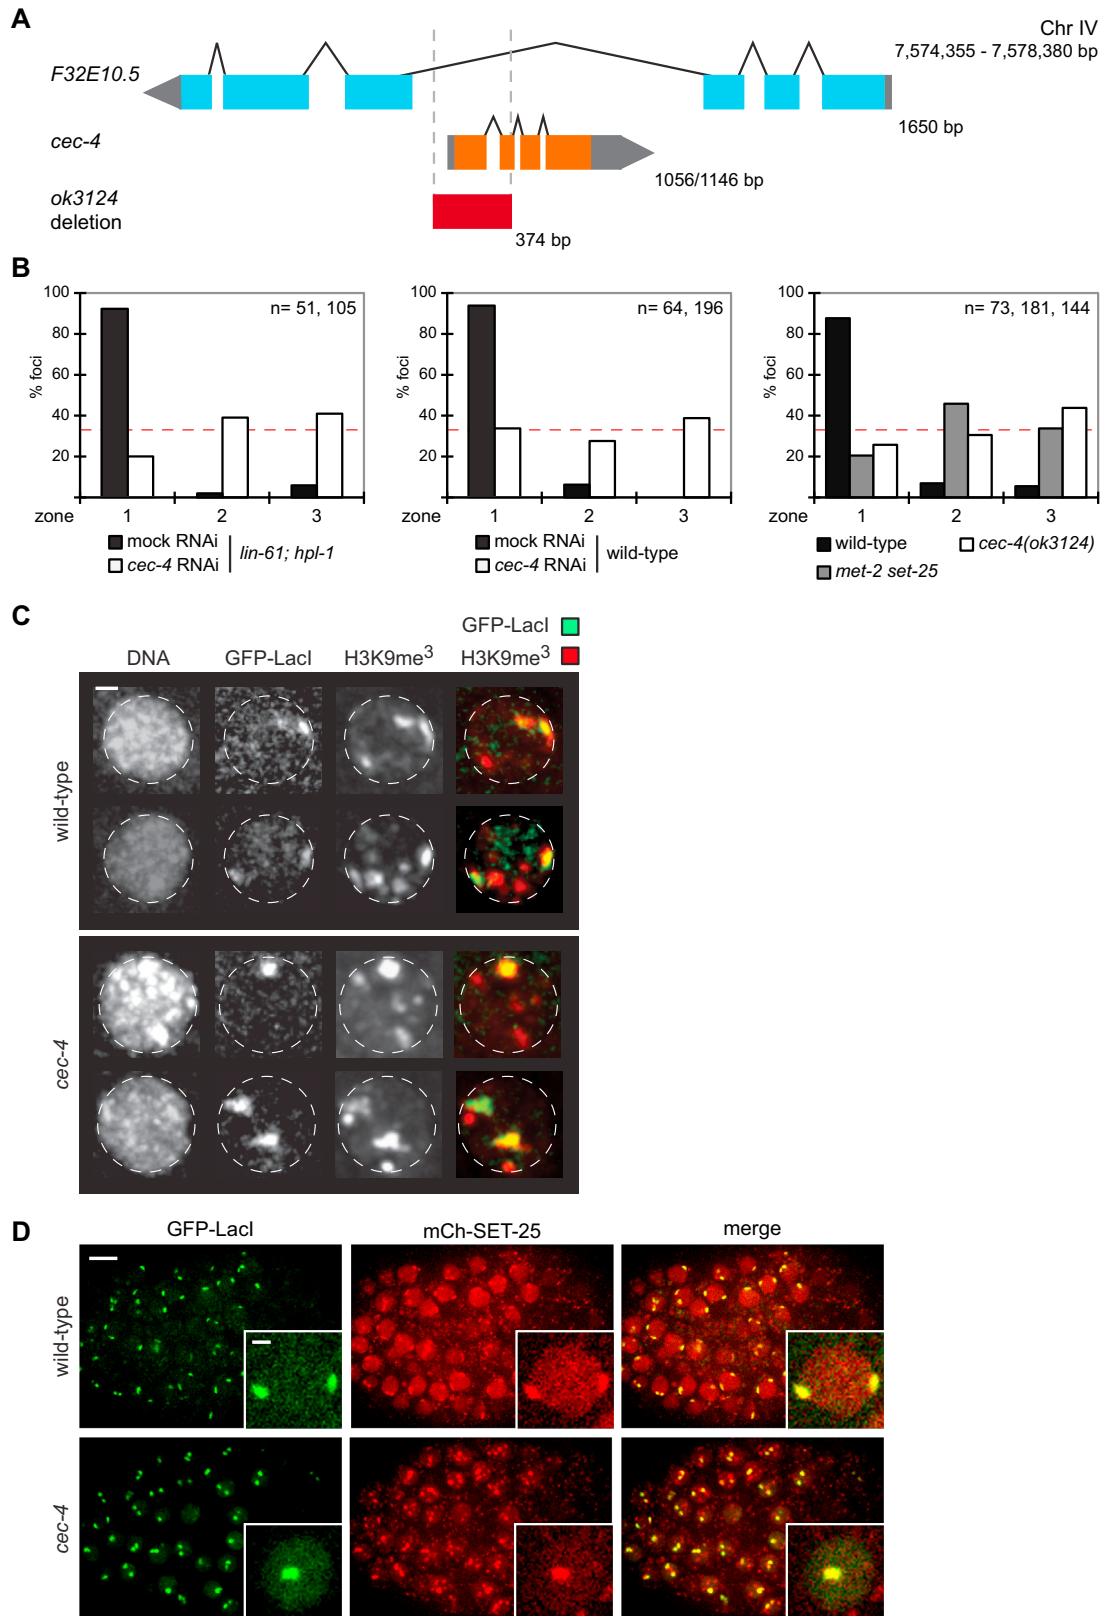 A
Chr IV
7,574,355 - 7,578,380 bp
F32E10.5
1650 bp
cec-4
1056/1146 bp
ok3124
deletion
374 bp
B
100
80
60
40
20
% foci
n= 51, 105
zone 1 2 3
mock RNAi
cec-4 RNAi
lin-61; hpl-1
100
80
60
40
20
% foci
n= 64, 196
zone 1 2 3
mock RNAi
cec-4 RNAi
wild-type
100
80
60
40
20
% foci
n= 73, 181, 144
zone 1 2 3
wild-type
cec-4(ok3124)
met-2 set-25
C
GFP-LacI
DNA GFP-LacI H3K9me3 H3K9me3
wild-type
cec-4
D
GFP-LacI mCh-SET-25 merge
wild-type
cec-4